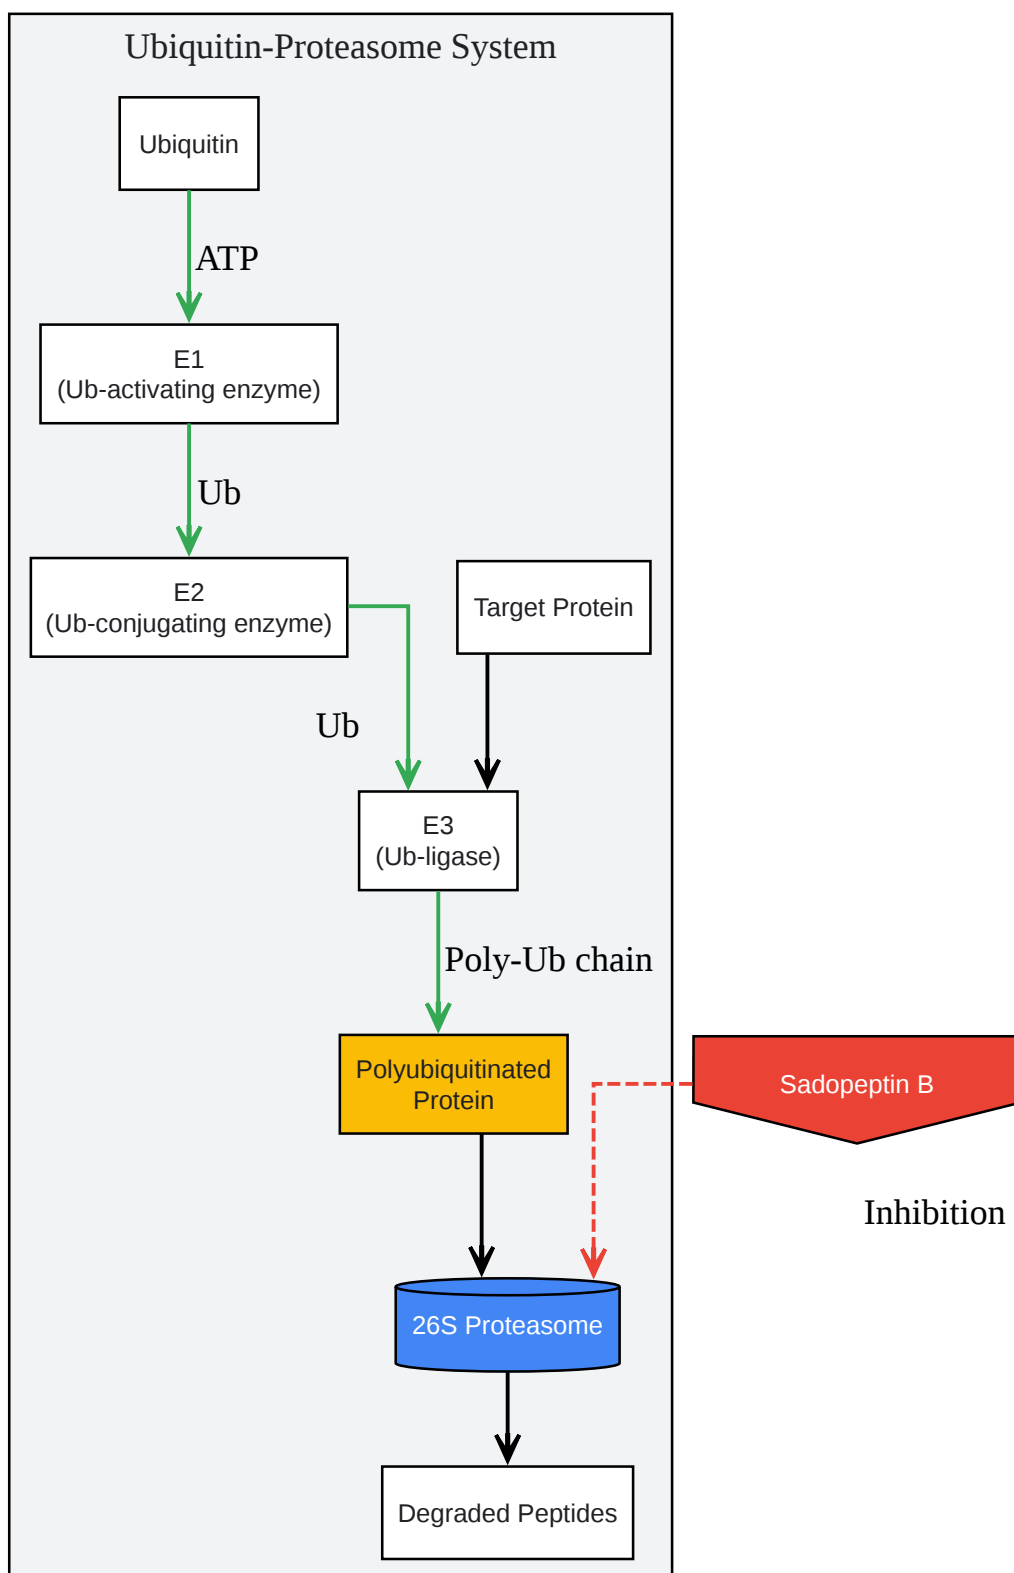 Ubiquitin-Proteasome System
Ubiquitin
ATP
E1
(Ub-activating enzyme)
Ub
E2
(Ub-conjugating enzyme)
Target Protein
Ub
E3
(Ub-ligase)
Poly-Ub chain
Polyubiquitinated
Protein
Sadopeptin B
Inhibition
26S Proteasome
Degraded Peptides